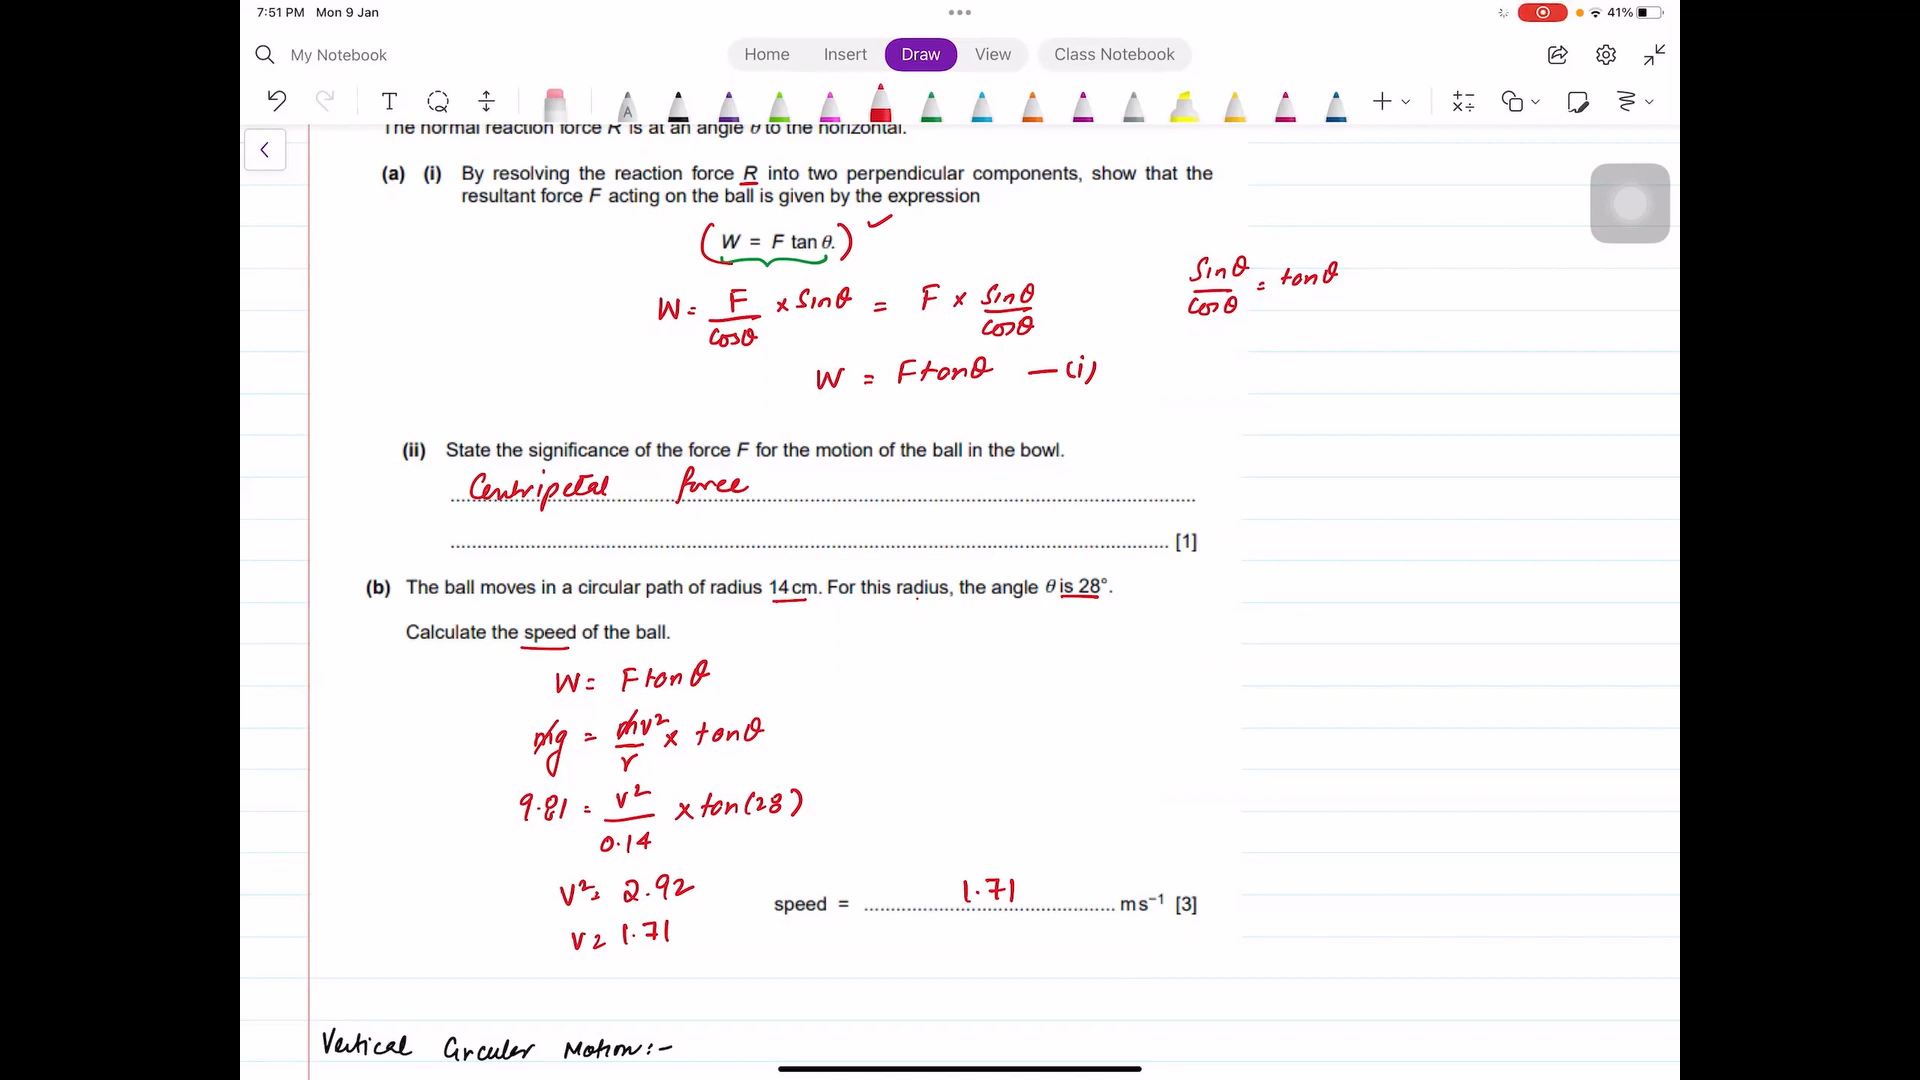 7:51 PM Mon 9 Jan
41%
My Notebook
Home Insert Draw View Class Notebook
T A
The normal reaction force R is at an angle θ to the horizontal.
(a) (i) By resolving the reaction force R into two perpendicular components, show that the
resultant force F acting on the ball is given by the expression
(W = F tan θ.) ✓
sinθ/cosθ = tanθ
W = F/cosθ × sinθ = F × sinθ/cosθ
W = F tanθ — (i)
(ii) State the significance of the force F for the motion of the ball in the bowl.
Centripetal force
[1]
(b) The ball moves in a circular path of radius 14 cm. For this radius, the angle θ is 28°.
Calculate the speed of the ball.
W = F tanθ
mg = mv²/r × tanθ
9.81 = v²/0.14 × tan(28)
v² = 2.92
speed = 1.71 m s⁻¹ [3]
v = 1.71
Vertical Circular Motion:-